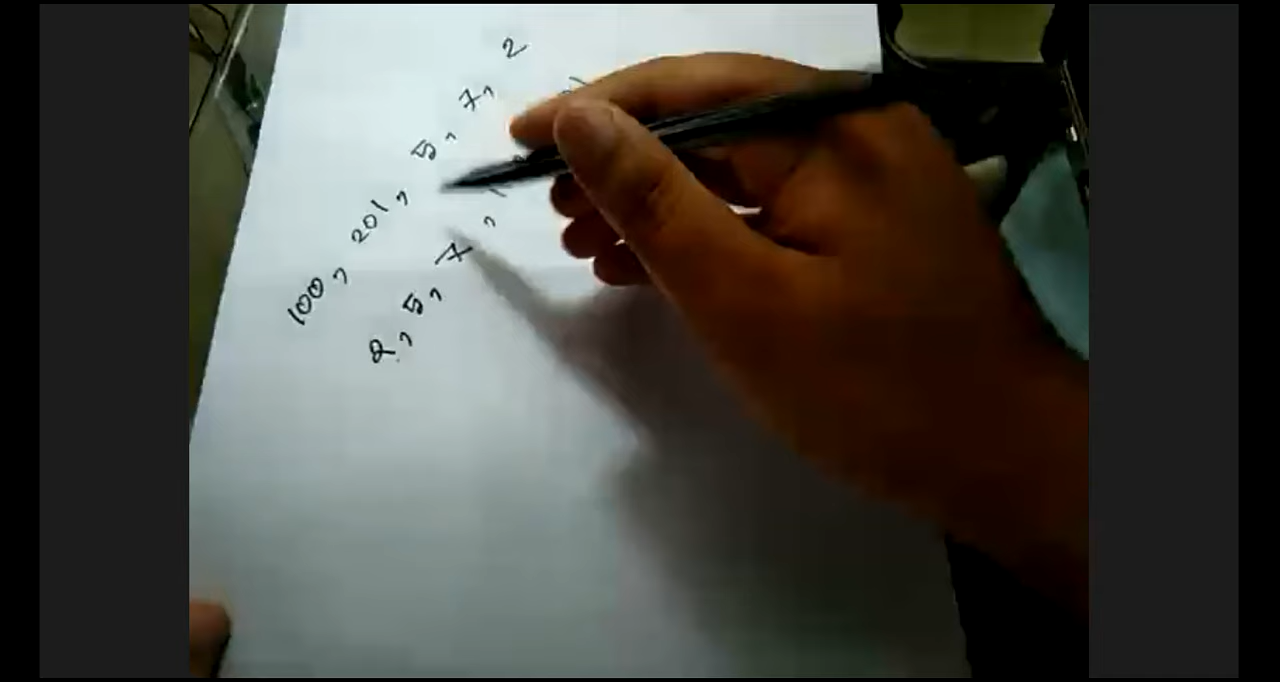 100, 201, 5, 7, 2
2, 5, 7,